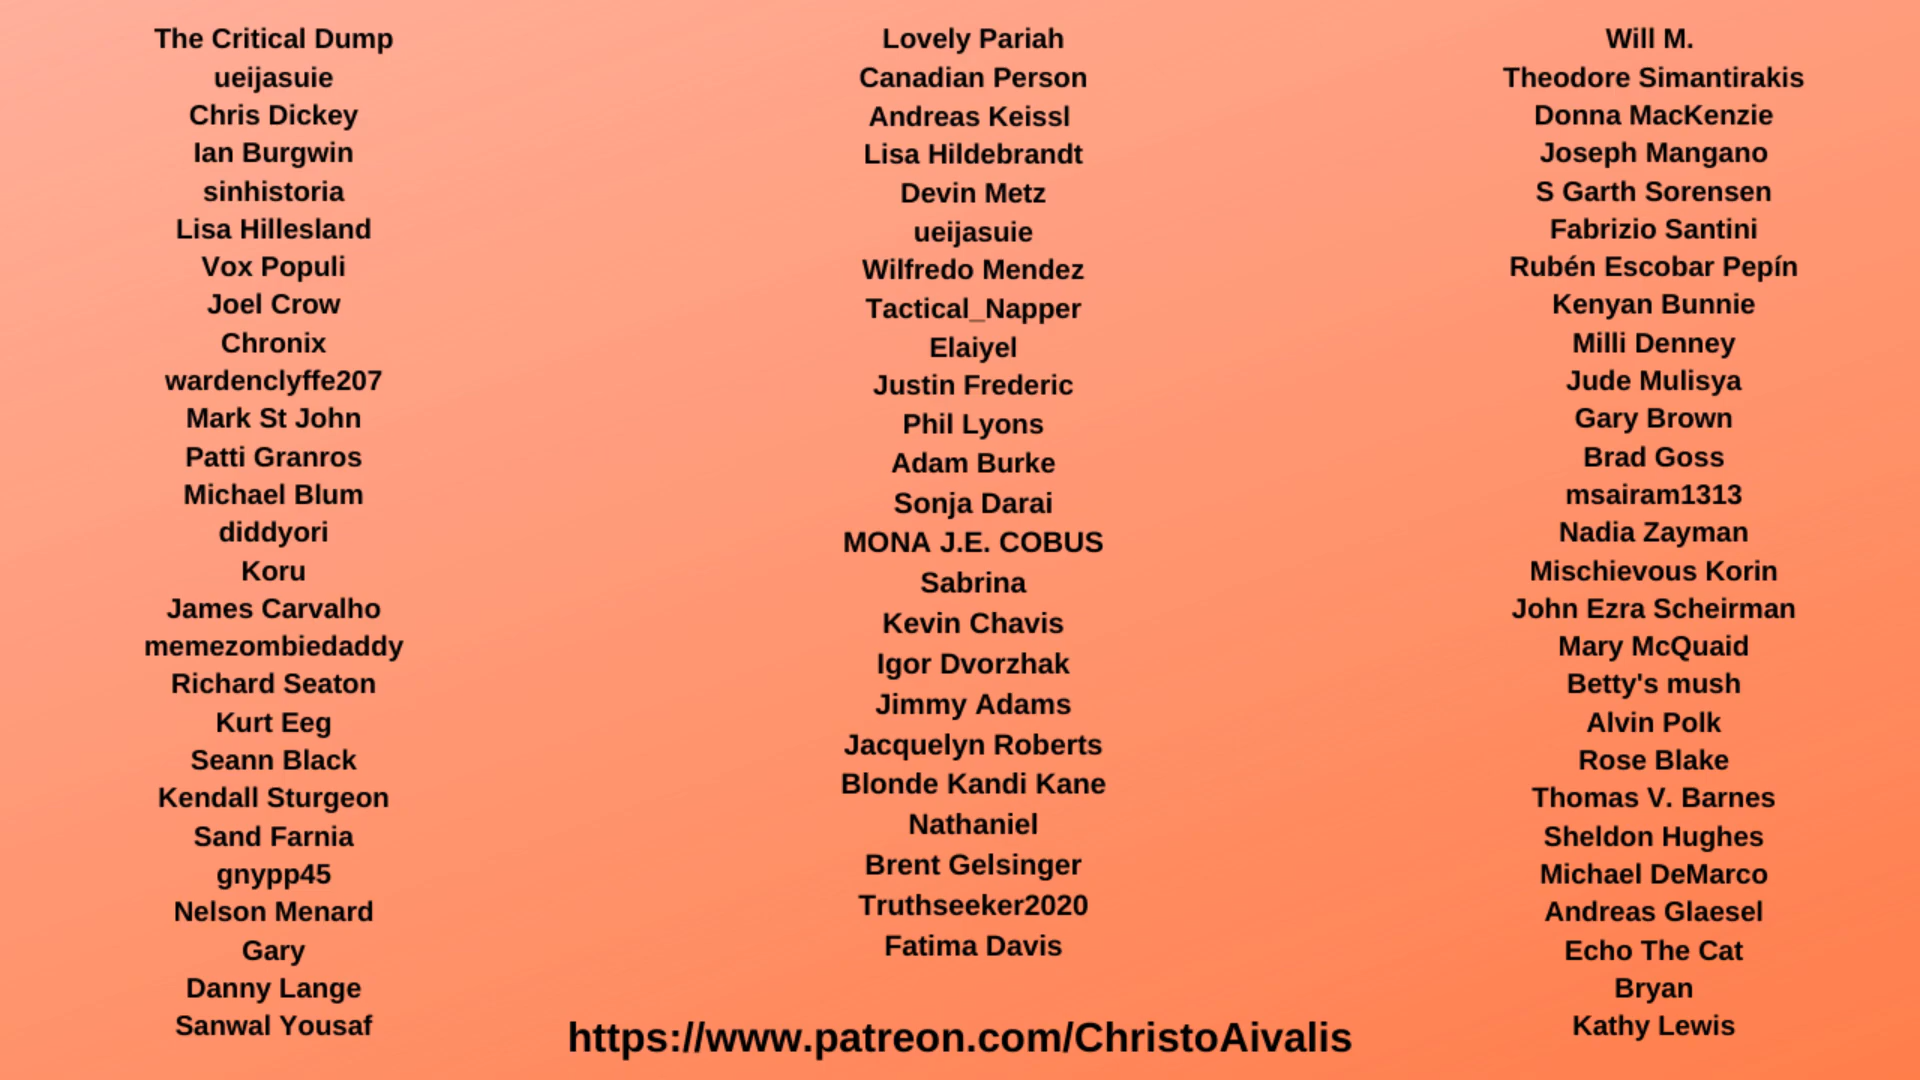 The Critical Dump
ueijasuie
Chris Dickey
Ian Burgwin
sinhistoria
Lisa Hillesland
Vox Populi
Joel Crow
Chronix
wardenclyffe207
Mark St John
Patti Granros
Michael Blum
diddyori
Koru
James Carvalho
memezombiedaddy
Richard Seaton
Kurt Eeg
Seann Black
Kendall Sturgeon
Sand Farnia
gnypp45
Nelson Menard
Gary
Danny Lange
Sanwal Yousaf
Lovely Pariah
Canadian Person
Andreas Keissl
Lisa Hildebrandt
Devin Metz
ueijasuie
Wilfredo Mendez
Tactical_Napper
Elaiyel
Justin Frederic
Phil Lyons
Adam Burke
Sonja Darai
MONA J.E. COBUS
Sabrina
Kevin Chavis
Igor Dvorzhak
Jimmy Adams
Jacquelyn Roberts
Blonde Kandi Kane
Nathaniel
Brent Gelsinger
Truthseeker2020
Fatima Davis
Will M.
Theodore Simantirakis
Donna MacKenzie
Joseph Mangano
S Garth Sorensen
Fabrizio Santini
Rubén Escobar Pepín
Kenyan Bunnie
Milli Denney
Jude Mulisya
Gary Brown
Brad Goss
msairam1313
Nadia Zayman
Mischievous Korin
John Ezra Scheirman
Mary McQuaid
Betty's mush
Alvin Polk
Rose Blake
Thomas V. Barnes
Sheldon Hughes
Michael DeMarco
Andreas Glaesel
Echo The Cat
Bryan
Kathy Lewis
https://www.patreon.com/ChristoAivalis